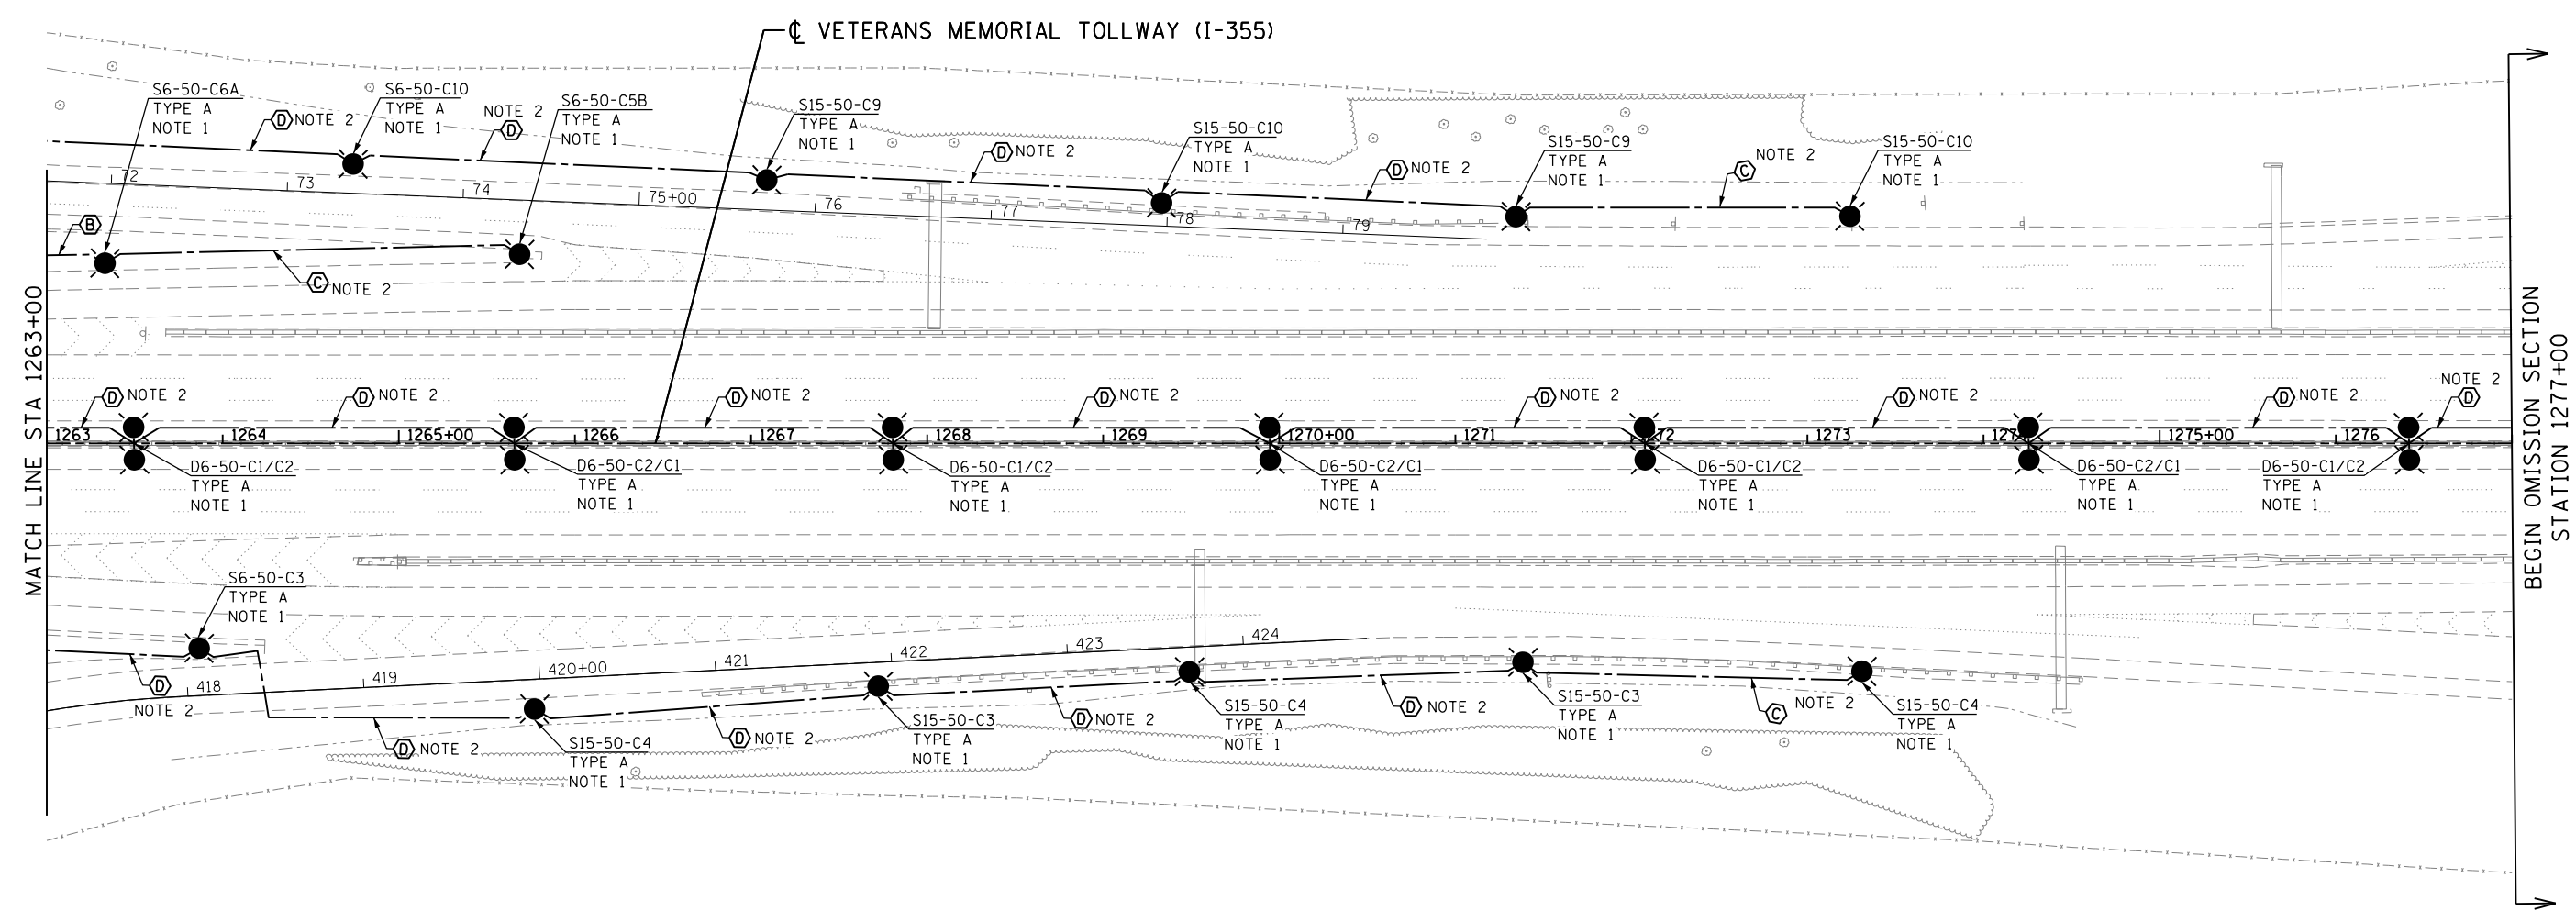 ℄ VETERANS MEMORIAL TOLLWAY (I-355)
S6-50-C6A
TYPE A
NOTE 1
D NOTE 2
S6-50-C10
TYPE A
NOTE 1
NOTE 2
D
S6-50-C5B
TYPE A
NOTE 1
S15-50-C9
TYPE A
NOTE 1
D NOTE 2
S15-50-C10
TYPE A
NOTE 1
D NOTE 2
S15-50-C9
TYPE A
NOTE 1
NOTE 2
C
S15-50-C10
TYPE A
NOTE 1
72
73
74
75+00
76
77
78
79
B
C NOTE 2
MATCH LINE STA 1263+00
BEGIN OMISSION SECTION
STATION 1277+00
D NOTE 2
D NOTE 2
D NOTE 2
D NOTE 2
D NOTE 2
D NOTE 2
D NOTE 2
NOTE 2
D
1263
1264
1265+00
1266
1267
1268
1269
1270+00
1271
72
1273
127
1275+00
1276
D6-50-C1/C2
TYPE A
NOTE 1
D6-50-C2/C1
TYPE A
NOTE 1
D6-50-C1/C2
TYPE A
NOTE 1
D6-50-C2/C1
TYPE A
NOTE 1
D6-50-C1/C2
TYPE A
NOTE 1
D6-50-C2/C1
TYPE A
NOTE 1
D6-50-C1/C2
TYPE A
NOTE 1
S6-50-C3
TYPE A
NOTE 1
D
NOTE 2
418
419
420+00
421
422
423
424
D NOTE 2
S15-50-C4
TYPE A
NOTE 1
D NOTE 2
S15-50-C3
TYPE A
NOTE 1
D NOTE 2
S15-50-C4
TYPE A
NOTE 1
D NOTE 2
S15-50-C3
TYPE A
NOTE 1
C NOTE 2
S15-50-C4
TYPE A
NOTE 1